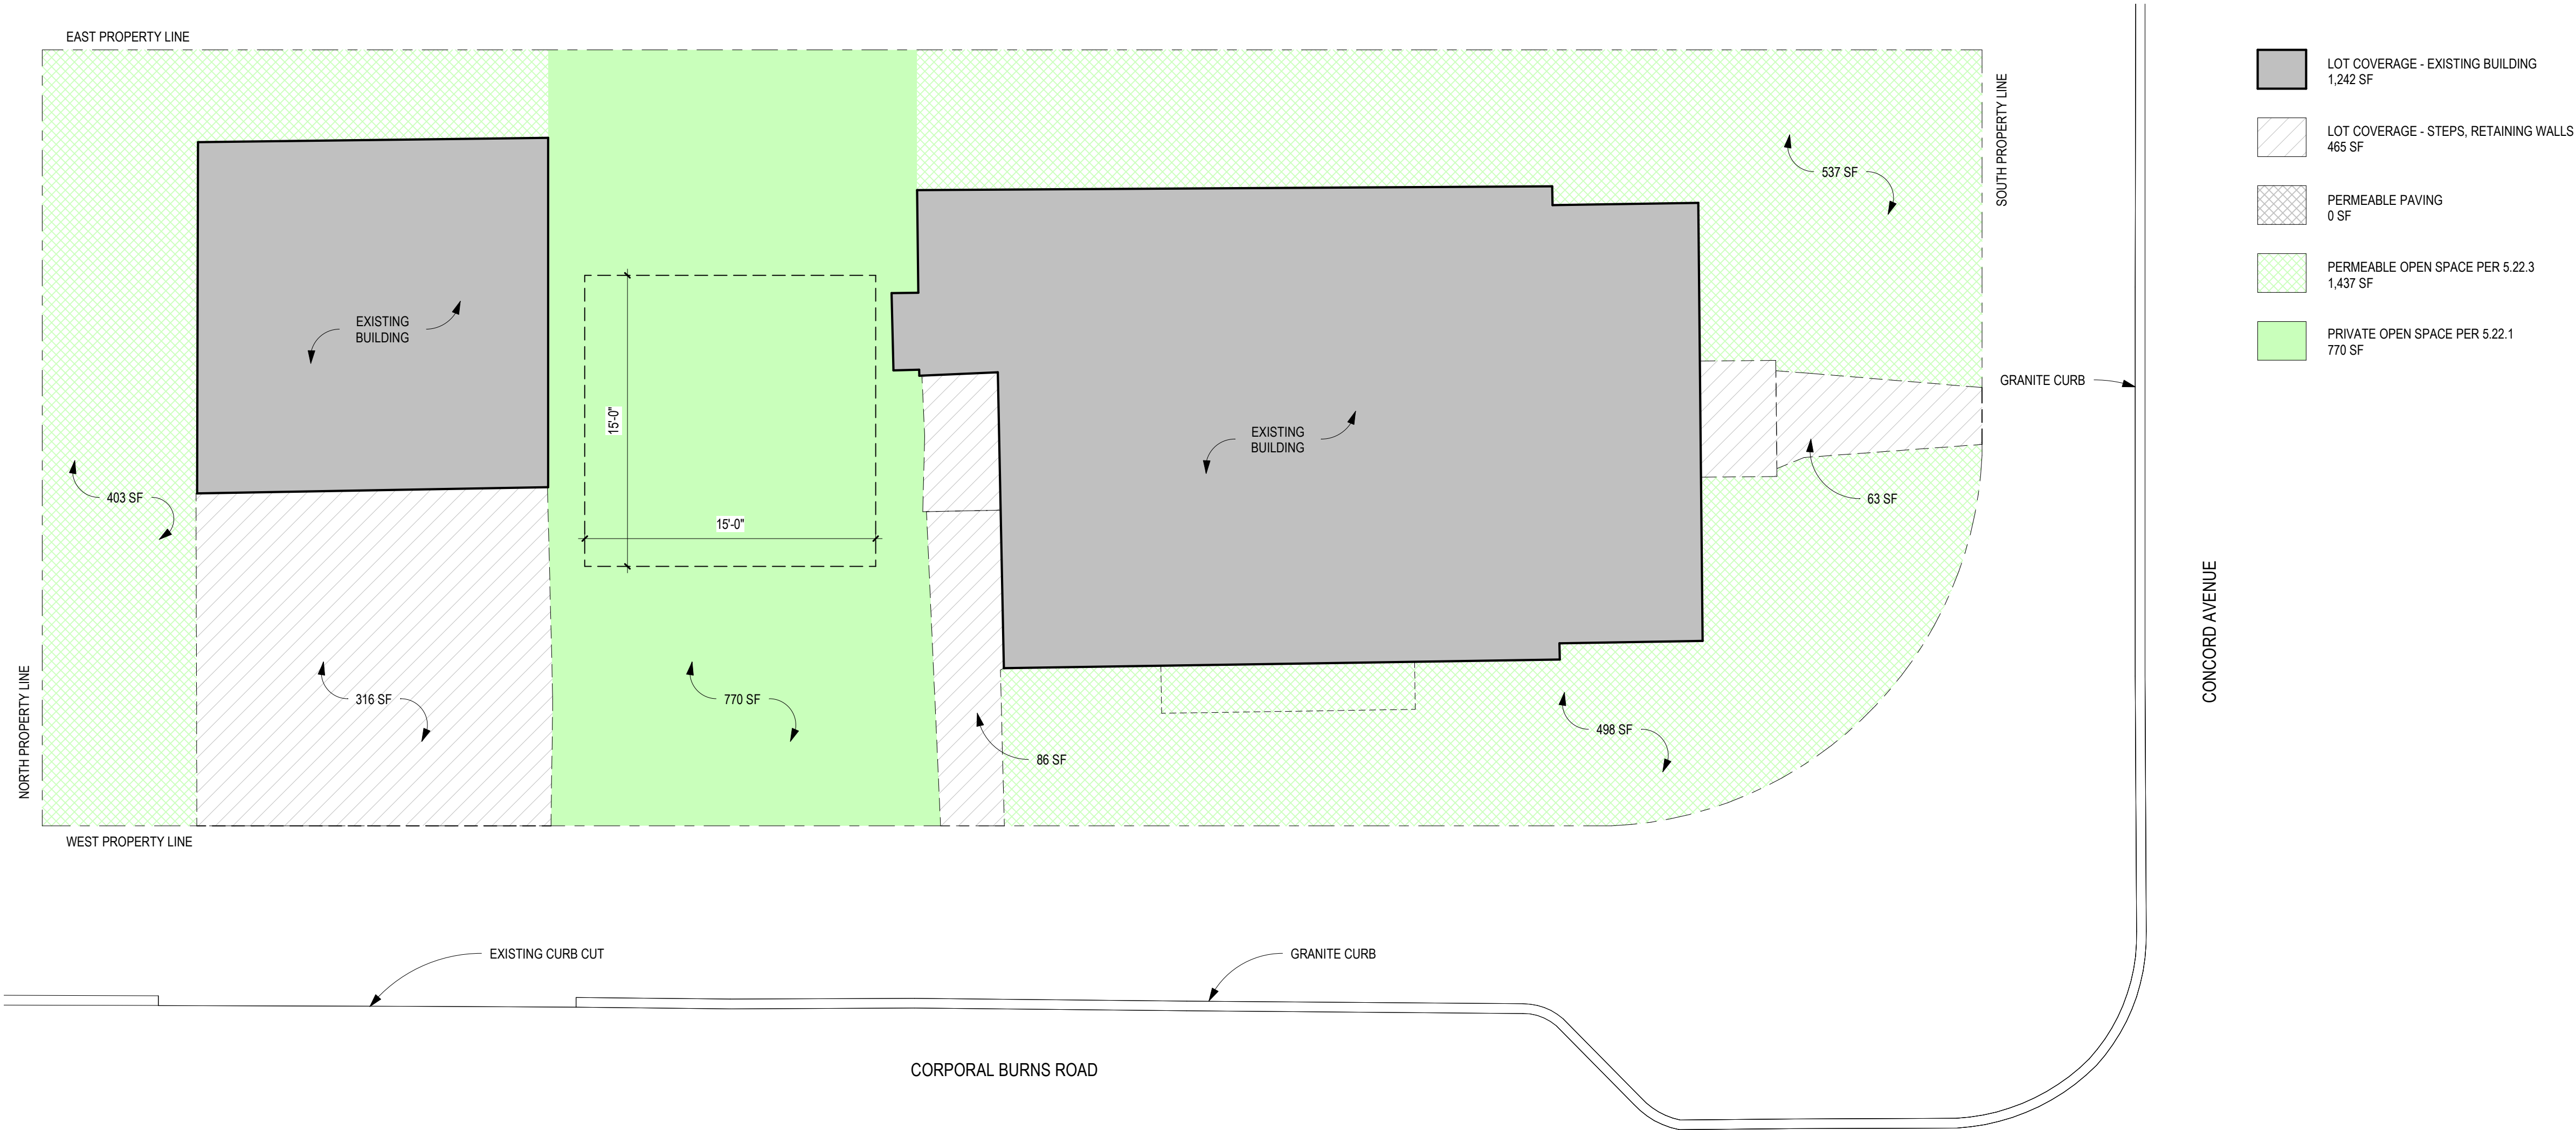 EAST PROPERTY LINE
SOUTH PROPERTY LINE
LOT COVERAGE - EXISTING BUILDING
1,242 SF
LOT COVERAGE - STEPS, RETAINING WALLS
465 SF
PERMEABLE PAVING
0 SF
PERMEABLE OPEN SPACE PER 5.22.3
1,437 SF
PRIVATE OPEN SPACE PER 5.22.1
770 SF
537 SF
EXISTING
BUILDING
GRANITE CURB
15'-0"
EXISTING
BUILDING
403 SF
63 SF
15'-0"
CONCORD AVENUE
NORTH PROPERTY LINE
316 SF
770 SF
498 SF
86 SF
WEST PROPERTY LINE
EXISTING CURB CUT
GRANITE CURB
CORPORAL BURNS ROAD